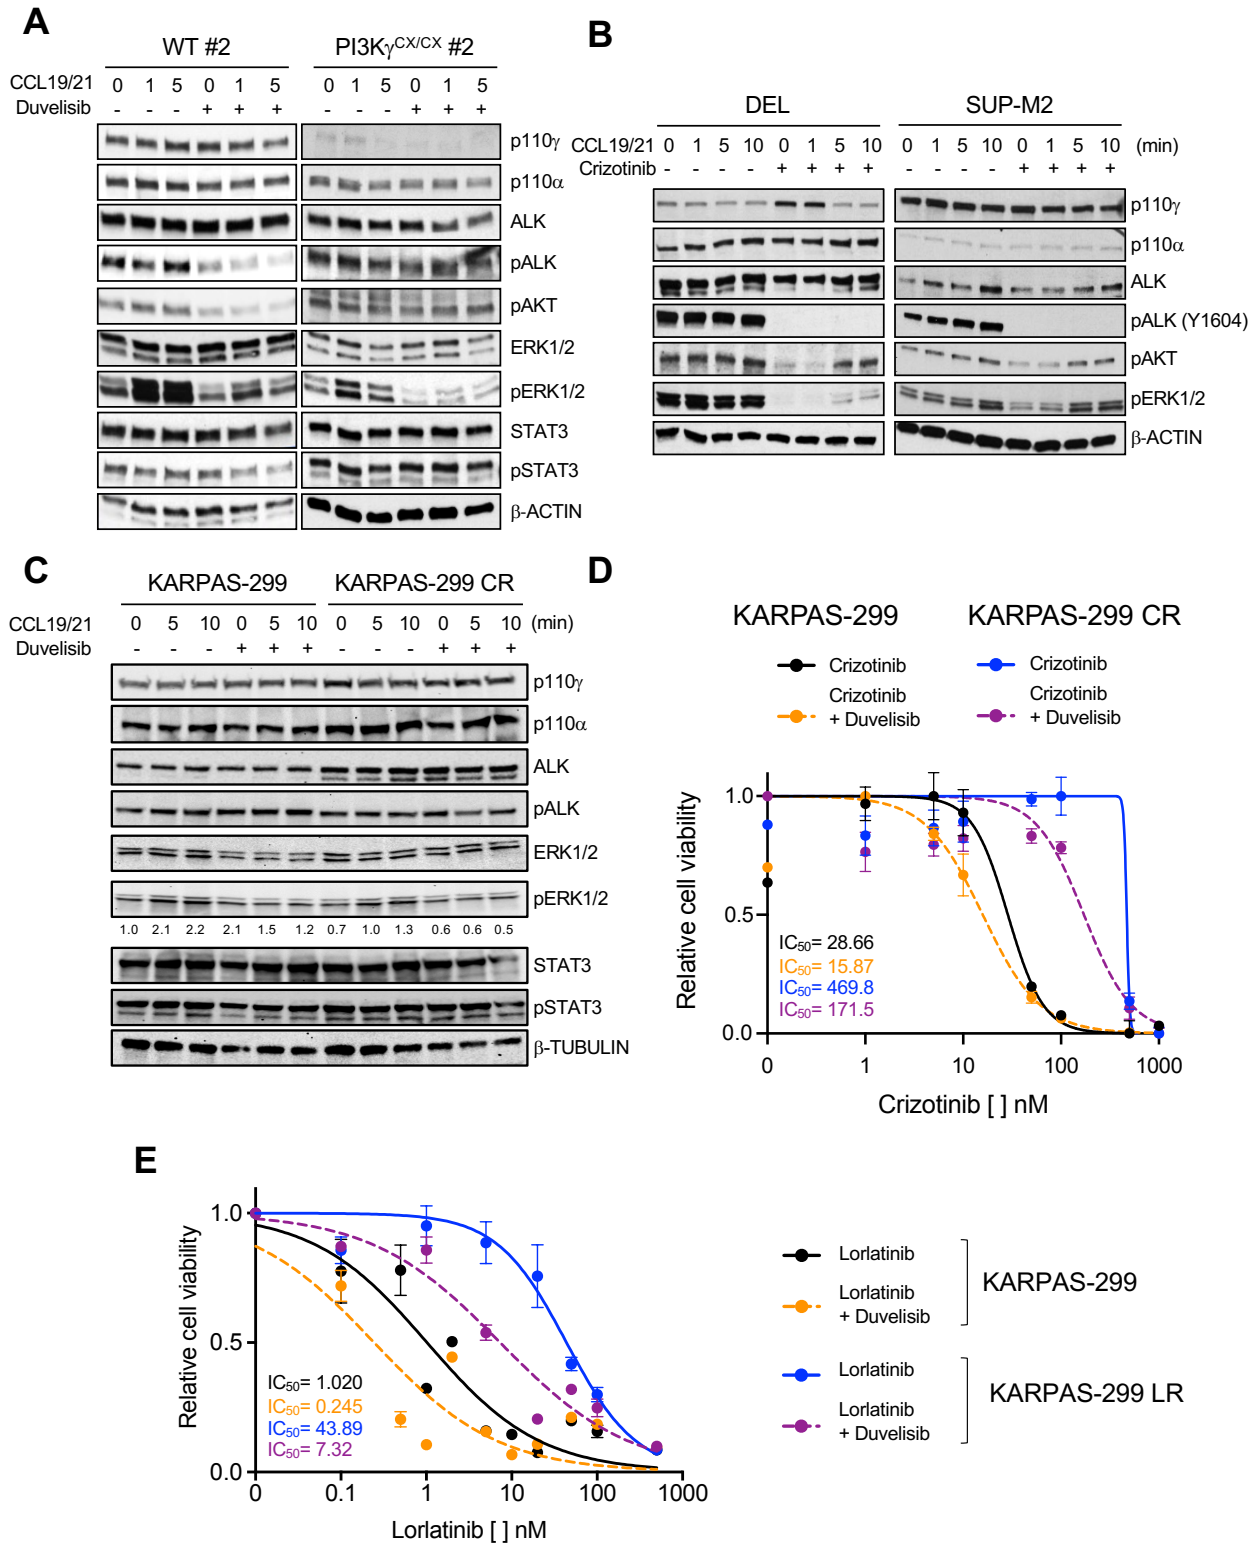 A
WT #2 PI3KγCX/CX #2
CCL19/21 0 1 5 0 1 5 0 1 5 0 1 5
Duvelisib - - - + + + - - - + + +
p110γ
p110α
ALK
pALK
pAKT
ERK1/2
pERK1/2
STAT3
pSTAT3
β-ACTIN
B
DEL SUP-M2
CCL19/21 0 1 5 10 0 1 5 10 0 1 5 10 0 1 5 10 (min)
Crizotinib - - - - + + + + - - - - + + + +
p110γ
p110α
ALK
pALK (Y1604)
pAKT
pERK1/2
β-ACTIN
C
KARPAS-299 KARPAS-299 CR
CCL19/21 0 5 10 0 5 10 0 5 10 0 5 10 (min)
Duvelisib - - - + + + - - - + + +
p110γ
p110α
ALK
pALK
ERK1/2
pERK1/2
1.0 2.1 2.2 2.1 1.5 1.2 0.7 1.0 1.3 0.6 0.6 0.5
STAT3
pSTAT3
β-TUBULIN
D
KARPAS-299 KARPAS-299 CR
Crizotinib Crizotinib
Crizotinib Crizotinib
+ Duvelisib + Duvelisib
Relative cell viability
1.0
0.5
0.0
IC50= 28.66
IC50= 15.87
IC50= 469.8
IC50= 171.5
0 1 10 100 1000
Crizotinib [ ] nM
E
Relative cell viability
1.0
0.5
0.0
IC50= 1.020
IC50= 0.245
IC50= 43.89
IC50= 7.32
0 0.1 1 10 100 1000
Lorlatinib [ ] nM
Lorlatinib
Lorlatinib
+ Duvelisib
KARPAS-299
Lorlatinib
Lorlatinib
+ Duvelisib
KARPAS-299 LR